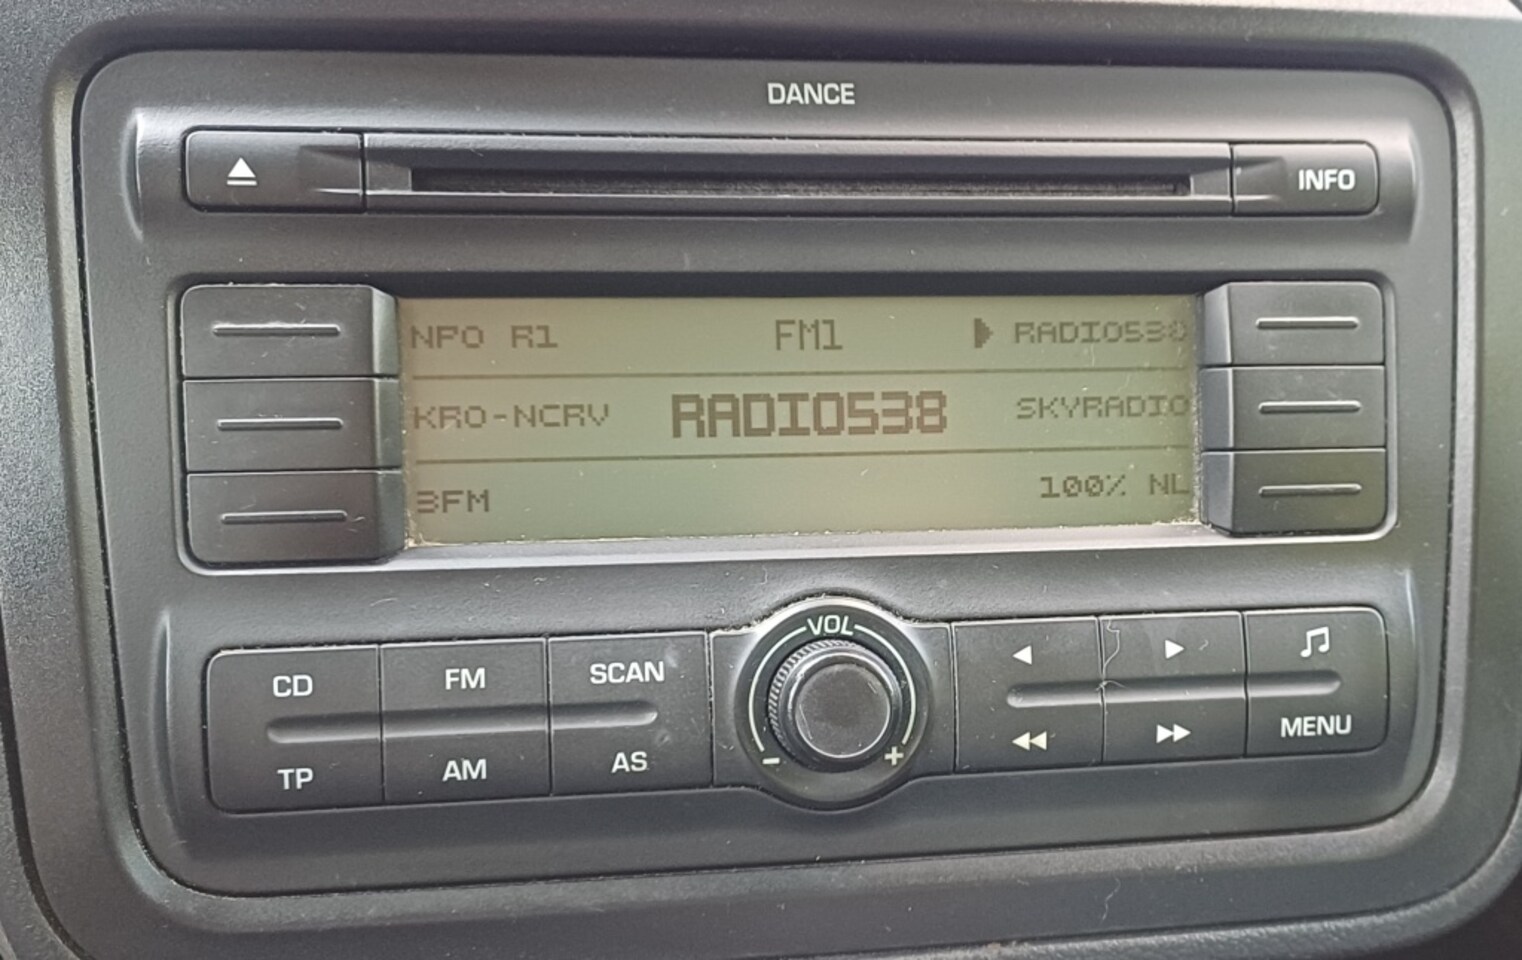 DANCE
INFO
NPO R1 FM1 RADIO538
KRO-NCRV RADIO538 SKYRADIO
3FM 100% NL
VOL
CD FM SCAN
TP AM AS
- +
MENU